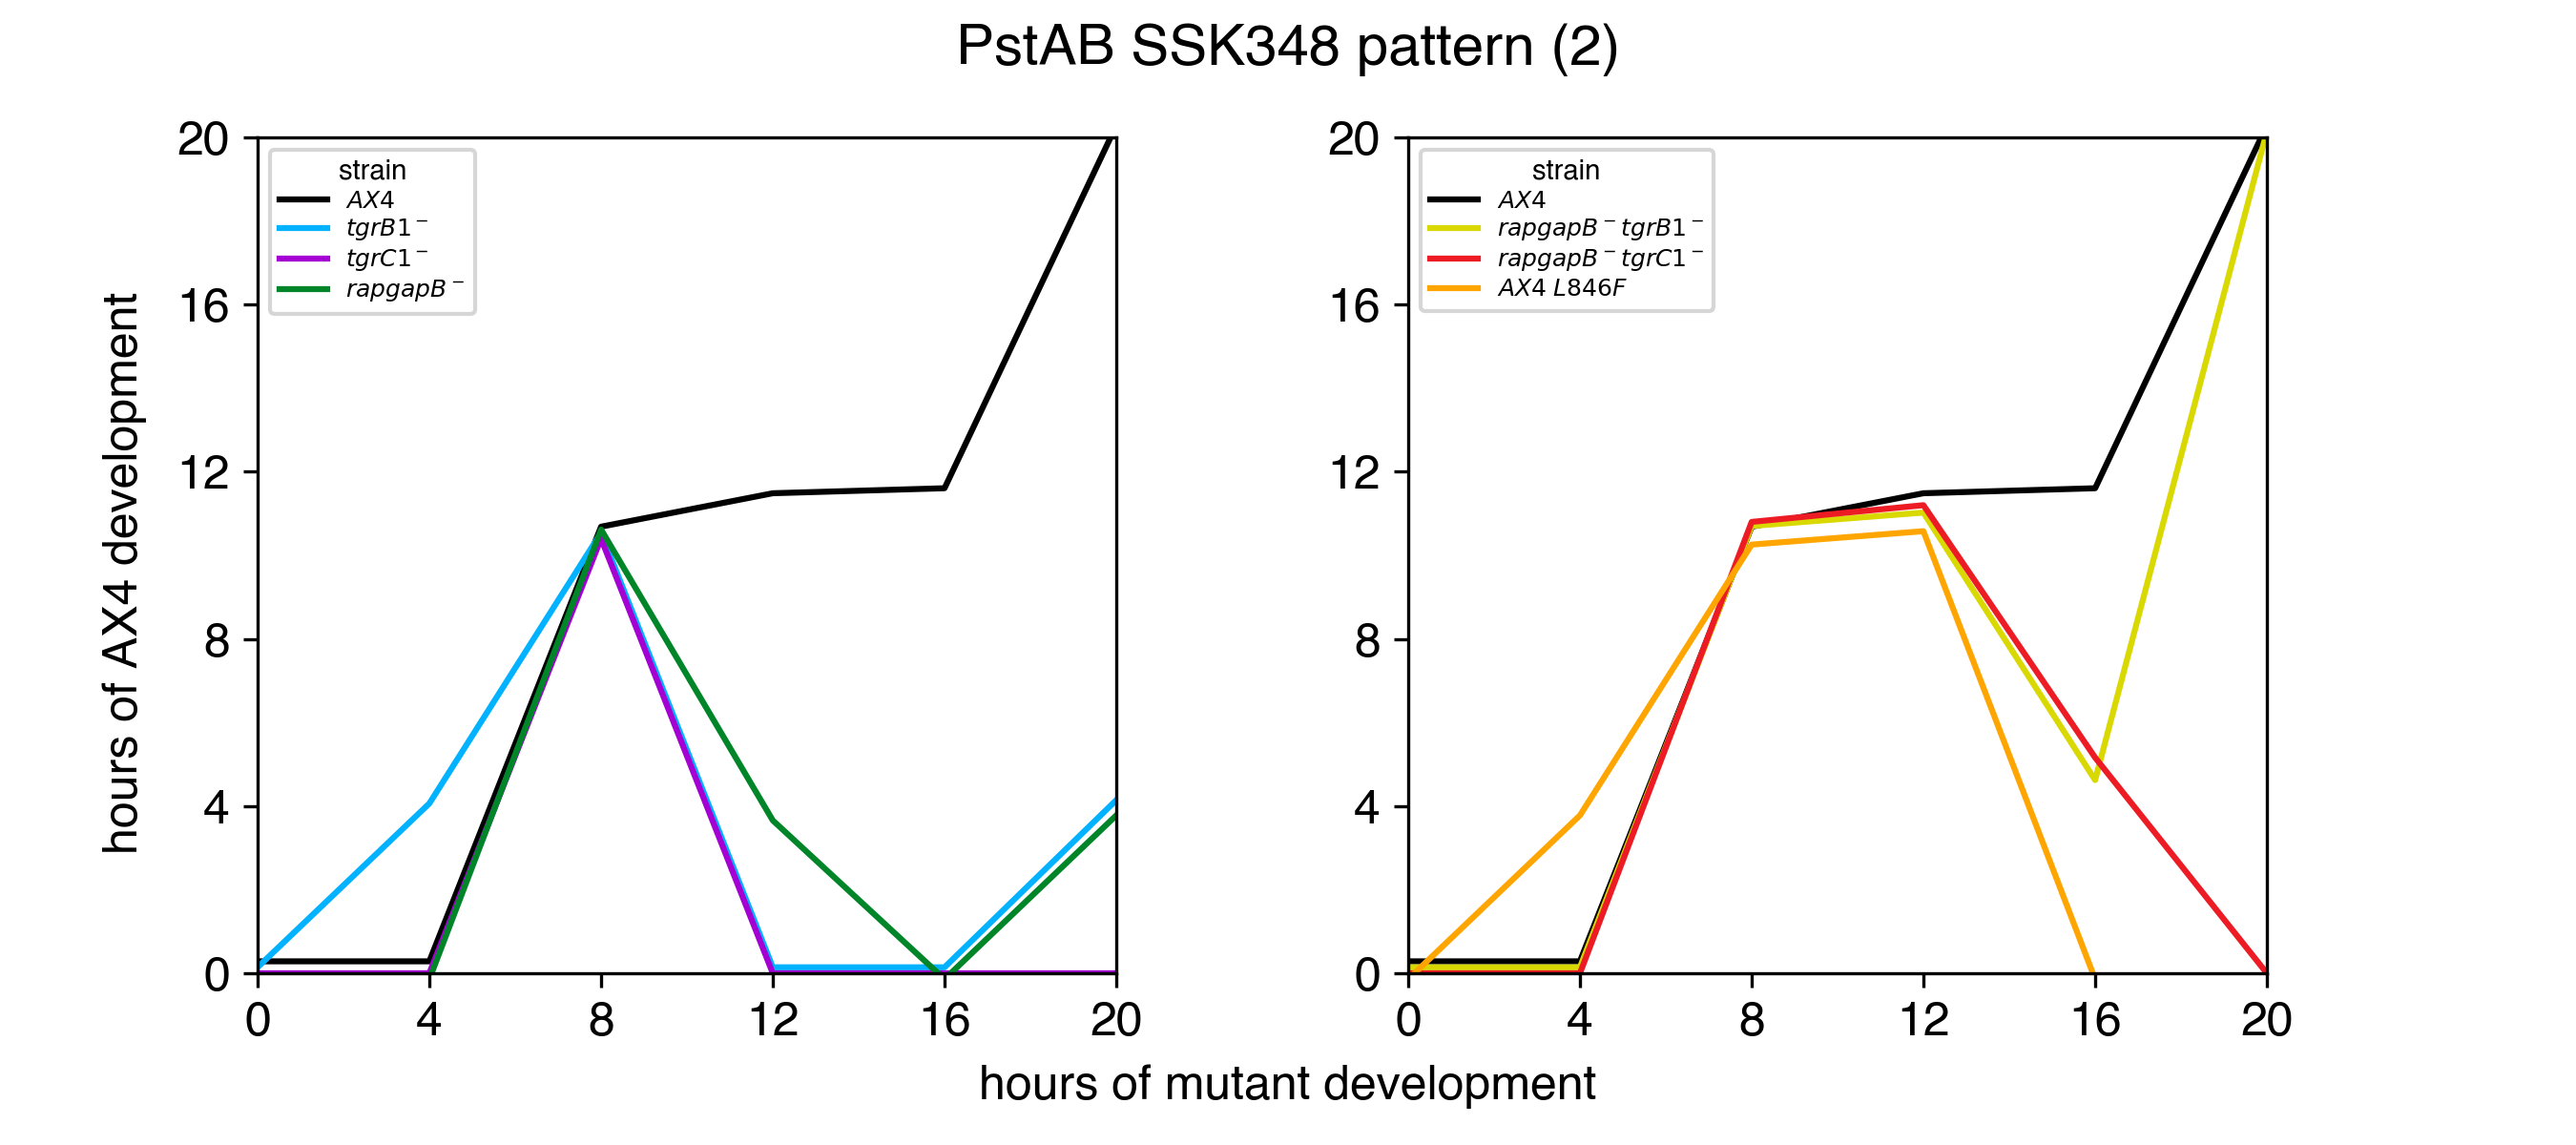 PstAB SSK348 pattern (2)
hours of AX4 development
20
16
12
8
4
0
strain
AX4
tgrB1⁻
tgrC1⁻
rapgapB⁻
0 4 8 12 16 20
20
16
12
8
4
0
strain
AX4
rapgapB⁻tgrB1⁻
rapgapB⁻tgrC1⁻
AX4 L846F
0 4 8 12 16 20
hours of mutant development